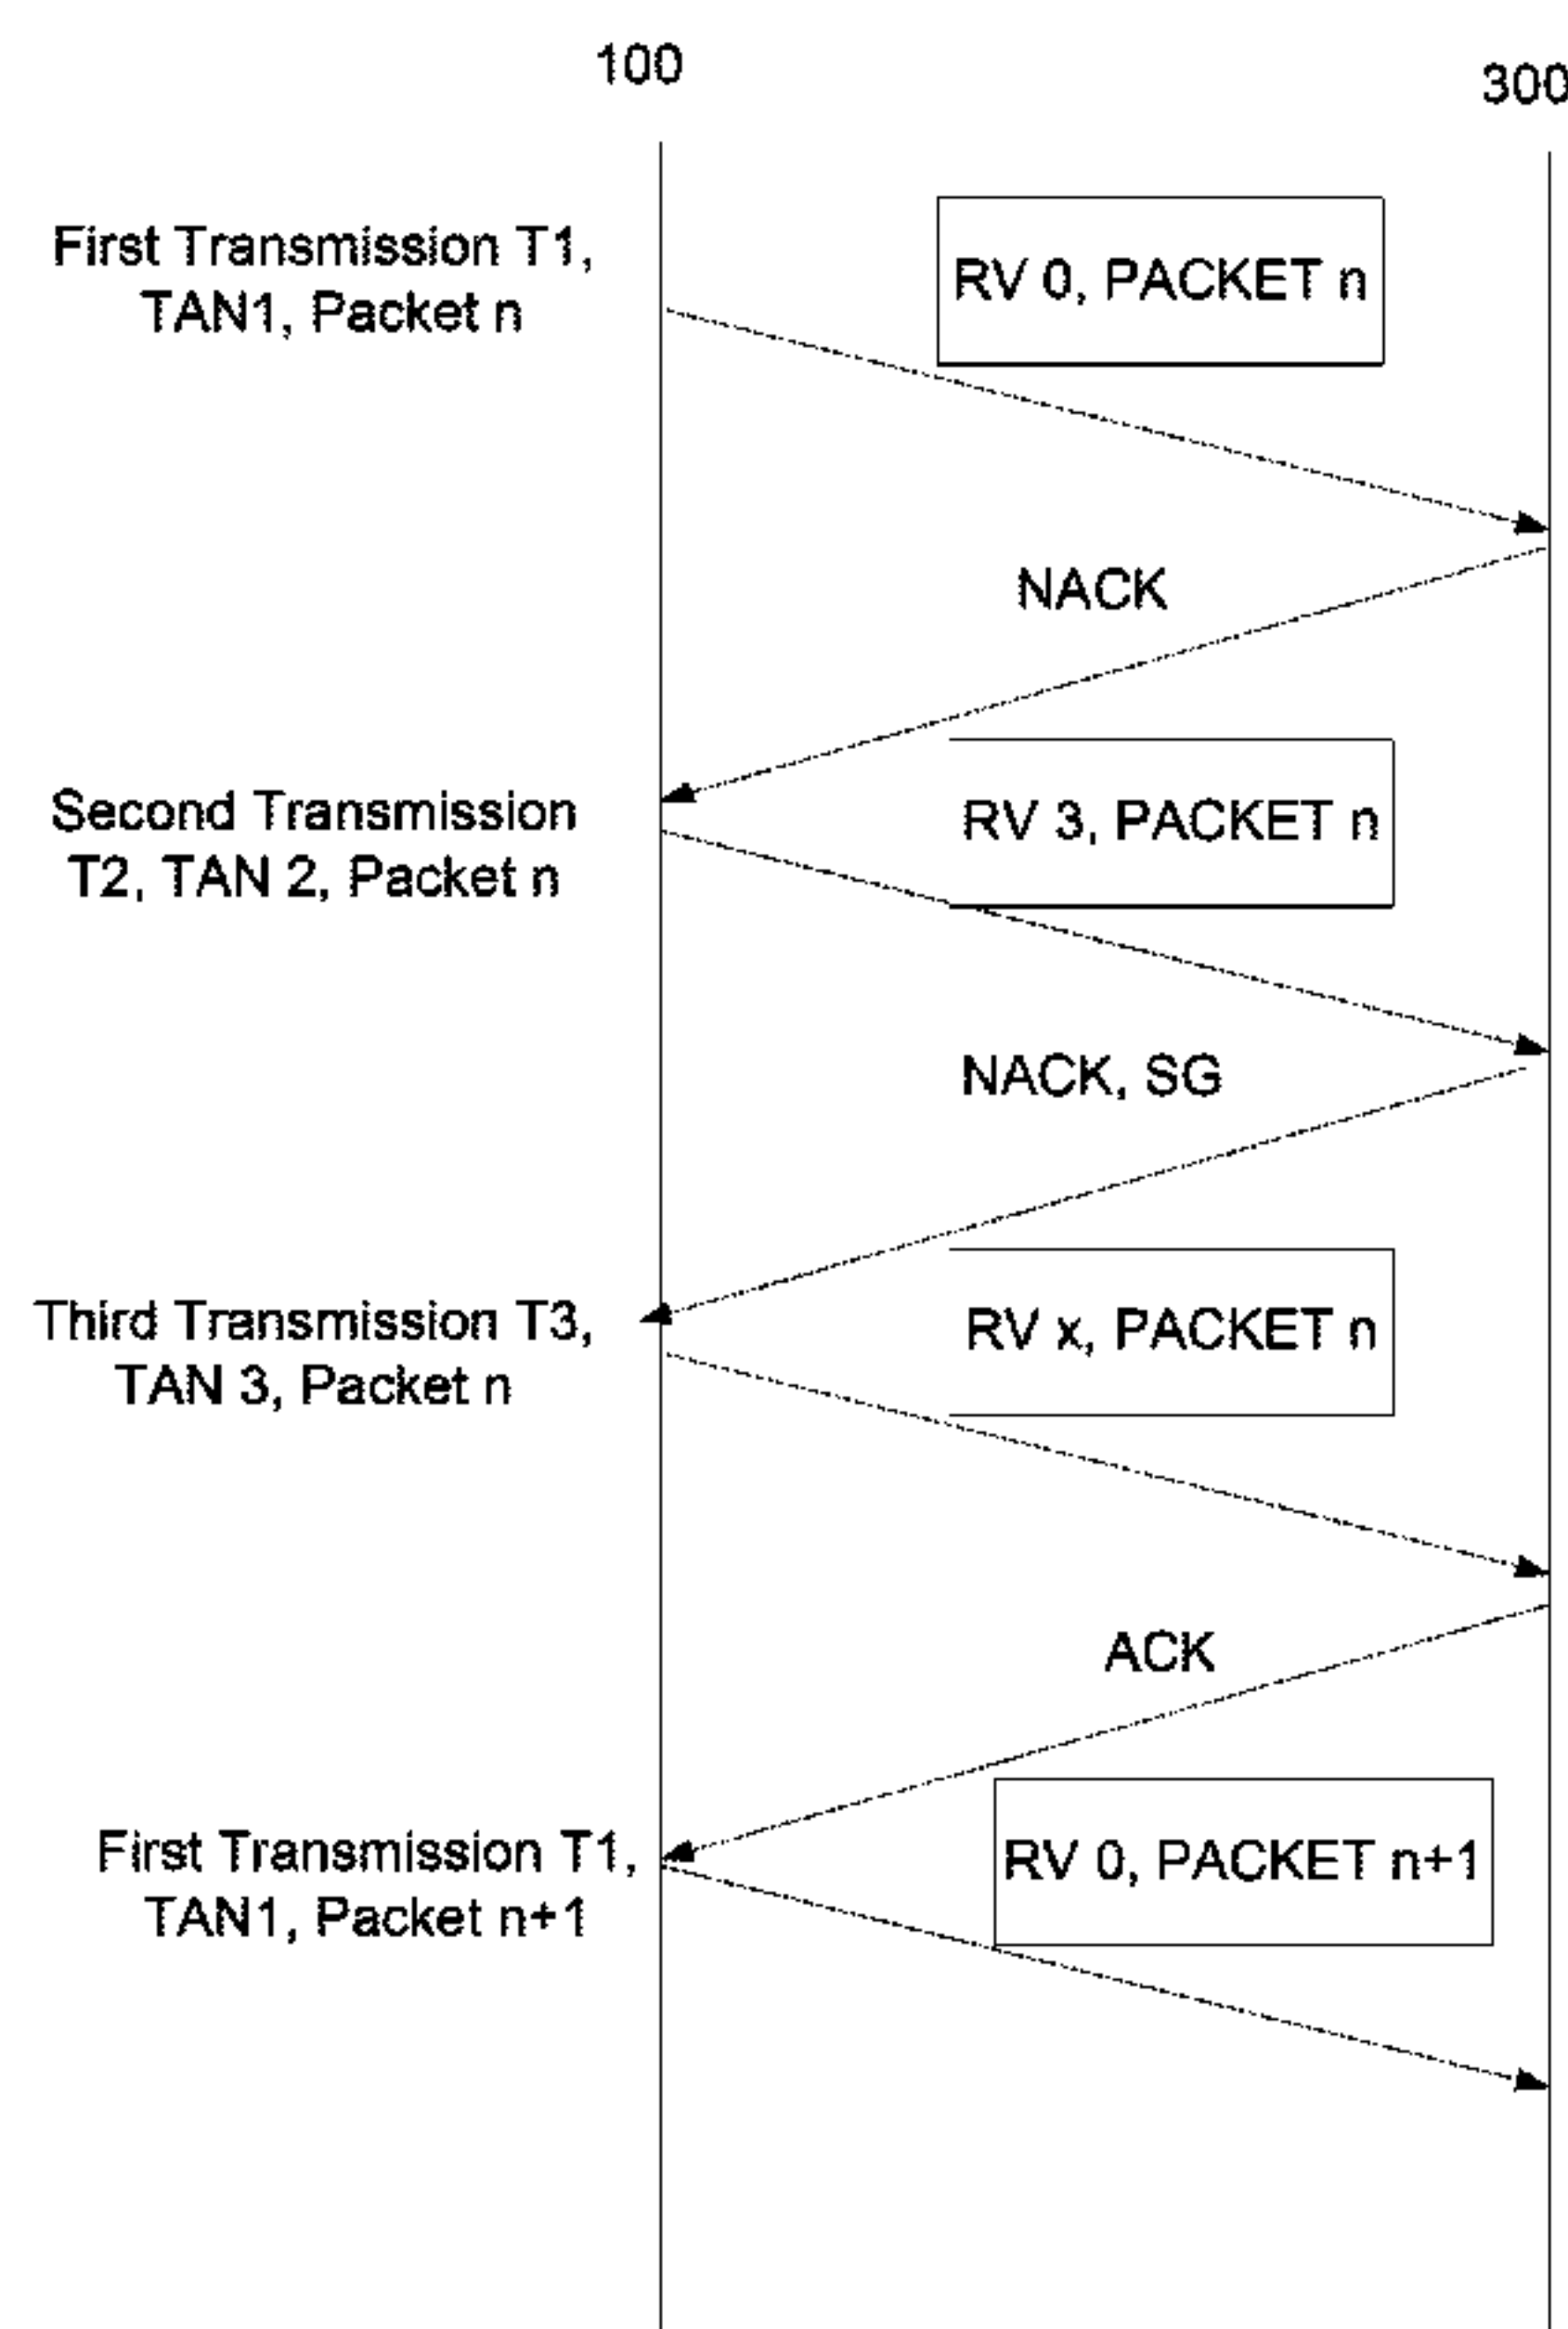 100
300
First Transmission T1,
TAN1, Packet n
RV 0, PACKET n
NACK
Second Transmission
T2, TAN 2, Packet n
RV 3, PACKET n
NACK, SG
Third Transmission T3,
TAN 3, Packet n
RV x, PACKET n
ACK
First Transmission T1,
TAN1, Packet n+1
RV 0, PACKET n+1